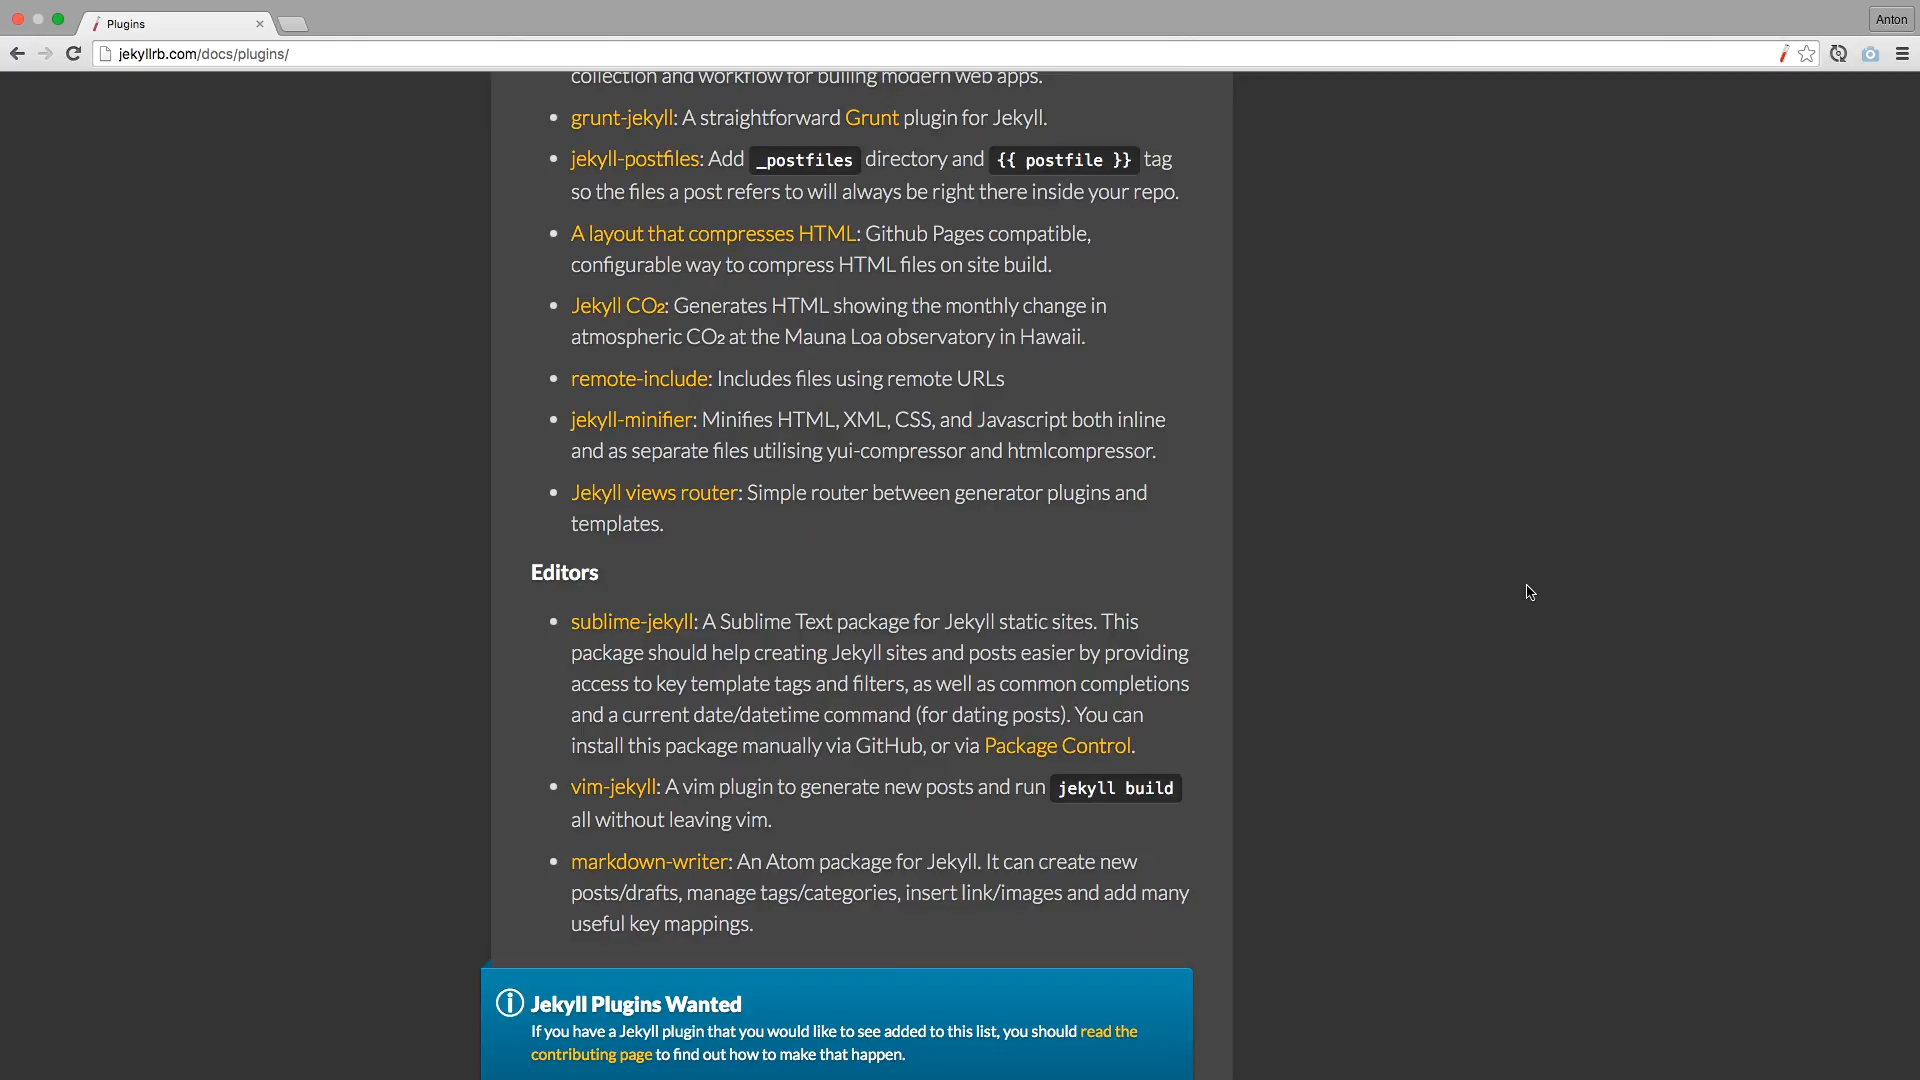 Plugins
Anton
jekyllrb.com/docs/plugins/
collection and workflow for builing modern web apps.
grunt-jekyll: A straightforward Grunt plugin for Jekyll.
jekyll-postfiles: Add _postfiles directory and {{ postfile }} tag
so the files a post refers to will always be right there inside your repo.
A layout that compresses HTML: Github Pages compatible,
configurable way to compress HTML files on site build.
Jekyll CO₂: Generates HTML showing the monthly change in
atmospheric CO₂ at the Mauna Loa observatory in Hawaii.
remote-include: Includes files using remote URLs
jekyll-minifier: Minifies HTML, XML, CSS, and Javascript both inline
and as separate files utilising yui-compressor and htmlcompressor.
Jekyll views router: Simple router between generator plugins and
templates.
Editors
sublime-jekyll: A Sublime Text package for Jekyll static sites. This
package should help creating Jekyll sites and posts easier by providing
access to key template tags and filters, as well as common completions
and a current date/datetime command (for dating posts). You can
install this package manually via GitHub, or via Package Control.
vim-jekyll: A vim plugin to generate new posts and run jekyll build
all without leaving vim.
markdown-writer: An Atom package for Jekyll. It can create new
posts/drafts, manage tags/categories, insert link/images and add many
useful key mappings.
Jekyll Plugins Wanted
If you have a Jekyll plugin that you would like to see added to this list, you should read the
contributing page to find out how to make that happen.